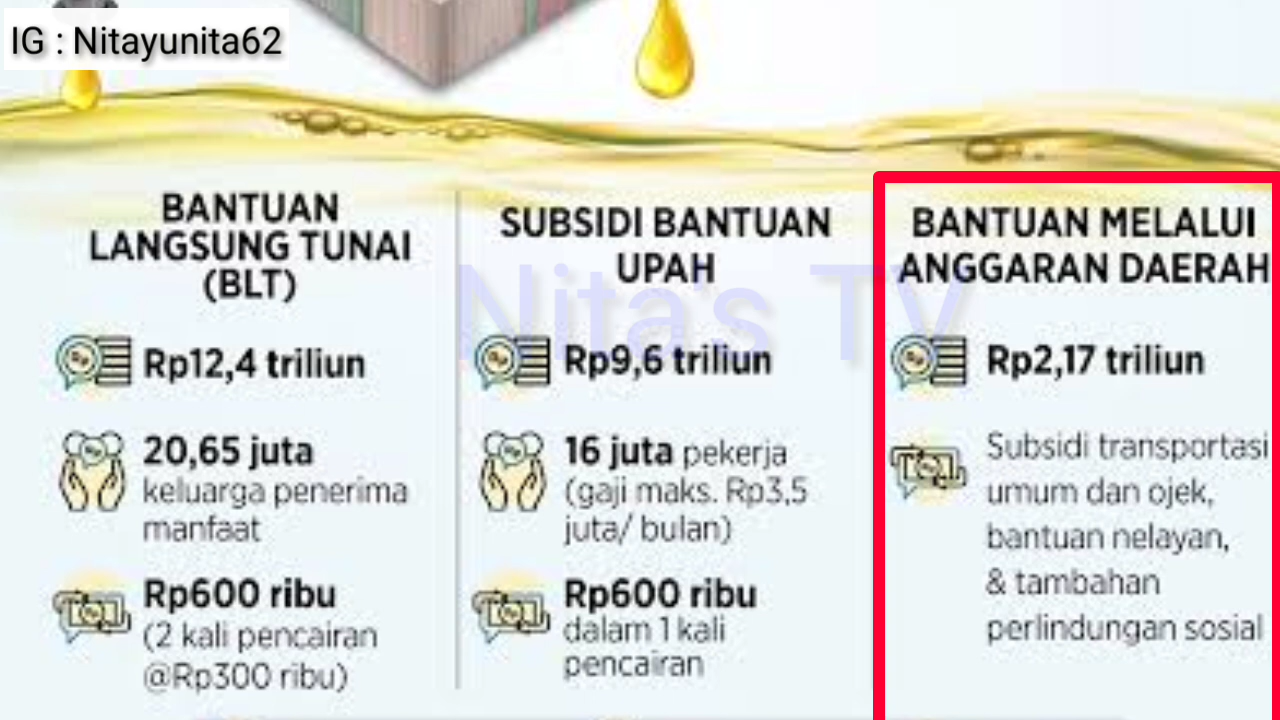 IG : Nitayunita62
BANTUAN
LANGSUNG TUNAI
(BLT)
Rp12,4 triliun
20,65 juta
keluarga penerima
manfaat
Rp600 ribu
(2 kali pencairan
@Rp300 ribu)
SUBSIDI BANTUAN
UPAH
Rp9,6 triliun
16 juta pekerja
(gaji maks. Rp3,5
juta/ bulan)
Rp600 ribu
dalam 1 kali
pencairan
BANTUAN MELALUI
ANGGARAN DAERAH
Rp2,17 triliun
Subsidi transportasi
umum dan ojek,
bantuan nelayan,
& tambahan
perlindungan sosial
Nita's TV